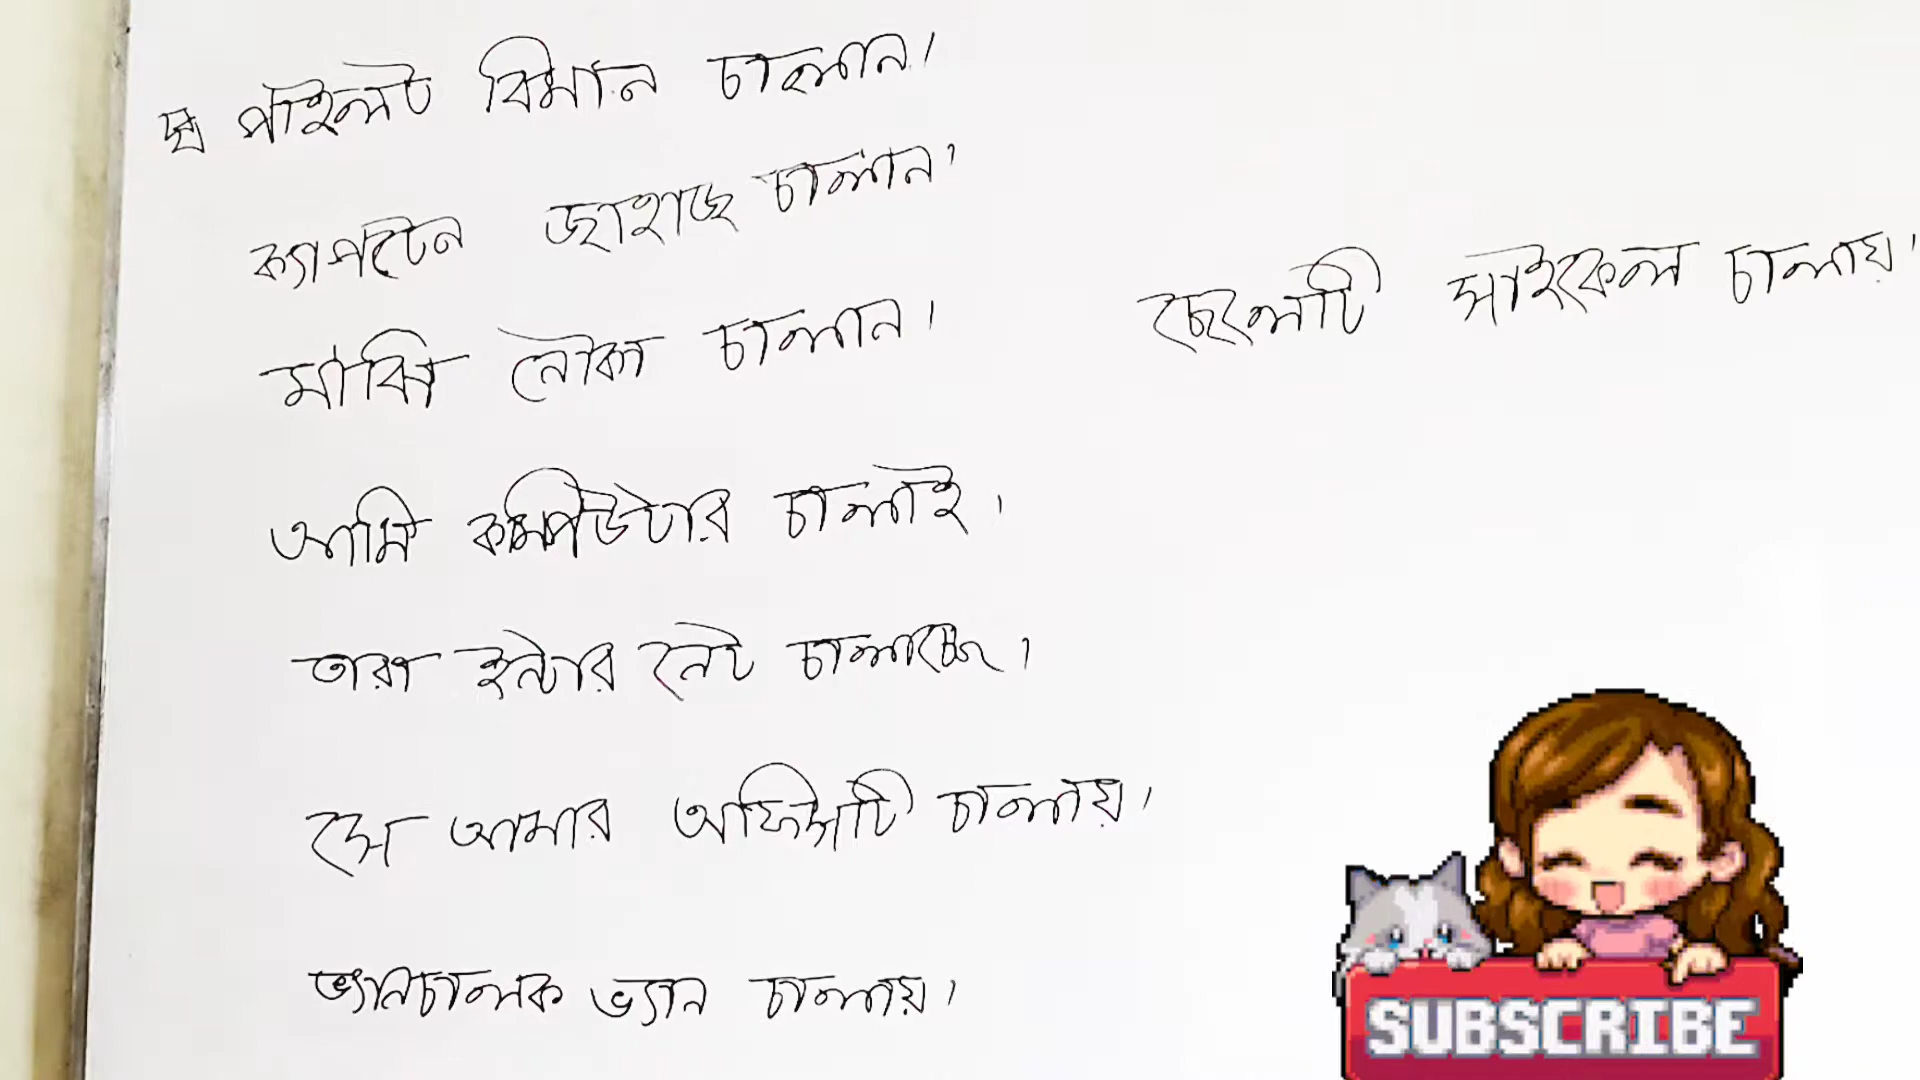 পাইলট বিমান চালান।
ক্যাপটেন জাহাজ চালান।
মাঝি নৌকা চালান।
ছেলেটি সাইকেল চালায়।
আমি কম্পিউটার চালাই।
তারা ইন্টার নেট চালাচ্ছে।
সে আমার অফিসটি চালায়।
ভ্যানচালক ভ্যান চালায়।
SUBSCRIBE